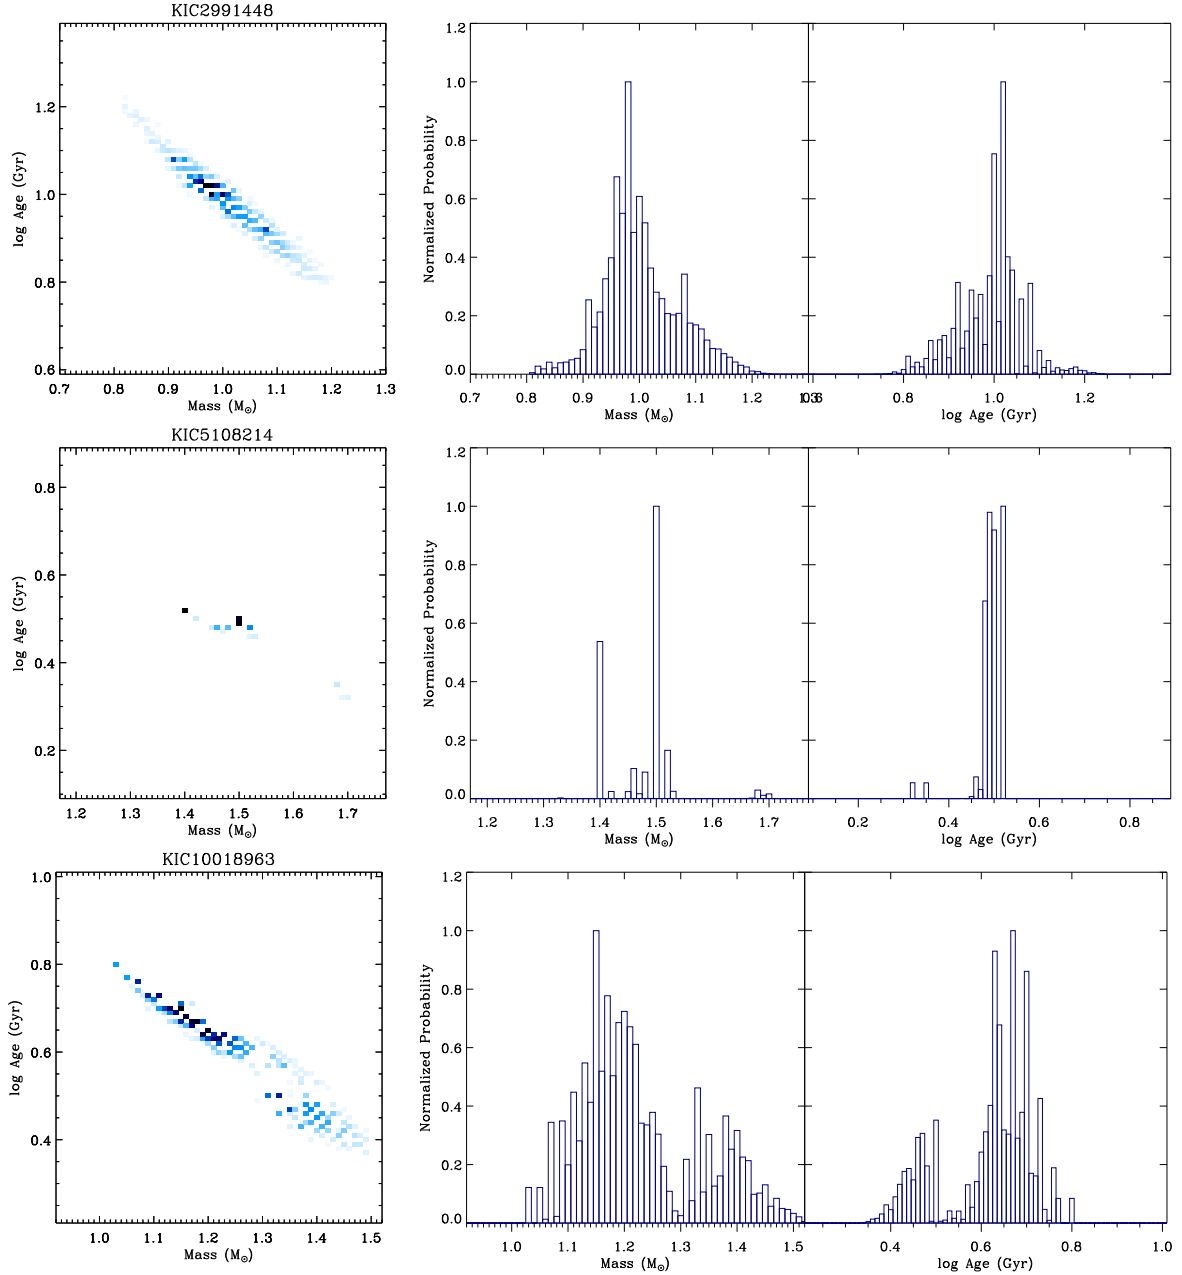 KIC2991448
log Age (Gyr)
1.2
1.0
0.8
0.6
0.7 0.8 0.9 1.0 1.1 1.2 1.3
Mass (M⊙)
Normalized Probability
1.2
1.0
0.8
0.6
0.4
0.2
0.0
0.7 0.8 0.9 1.0 1.1 1.2
Mass (M⊙)
0.8 1.0 1.2
log Age (Gyr)
KIC5108214
log Age (Gyr)
0.8
0.6
0.4
0.2
1.2 1.3 1.4 1.5 1.6 1.7
Mass (M⊙)
Normalized Probability
1.2
1.0
0.8
0.6
0.4
0.2
0.0
1.2 1.3 1.4 1.5 1.6 1.7
Mass (M⊙)
0.2 0.4 0.6 0.8
log Age (Gyr)
KIC10018963
log Age (Gyr)
1.0
0.8
0.6
0.4
1.0 1.1 1.2 1.3 1.4 1.5
Mass (M⊙)
Normalized Probability
1.2
1.0
0.8
0.6
0.4
0.2
0.0
1.0 1.1 1.2 1.3 1.4 1.5
Mass (M⊙)
0.4 0.6 0.8 1.0
log Age (Gyr)